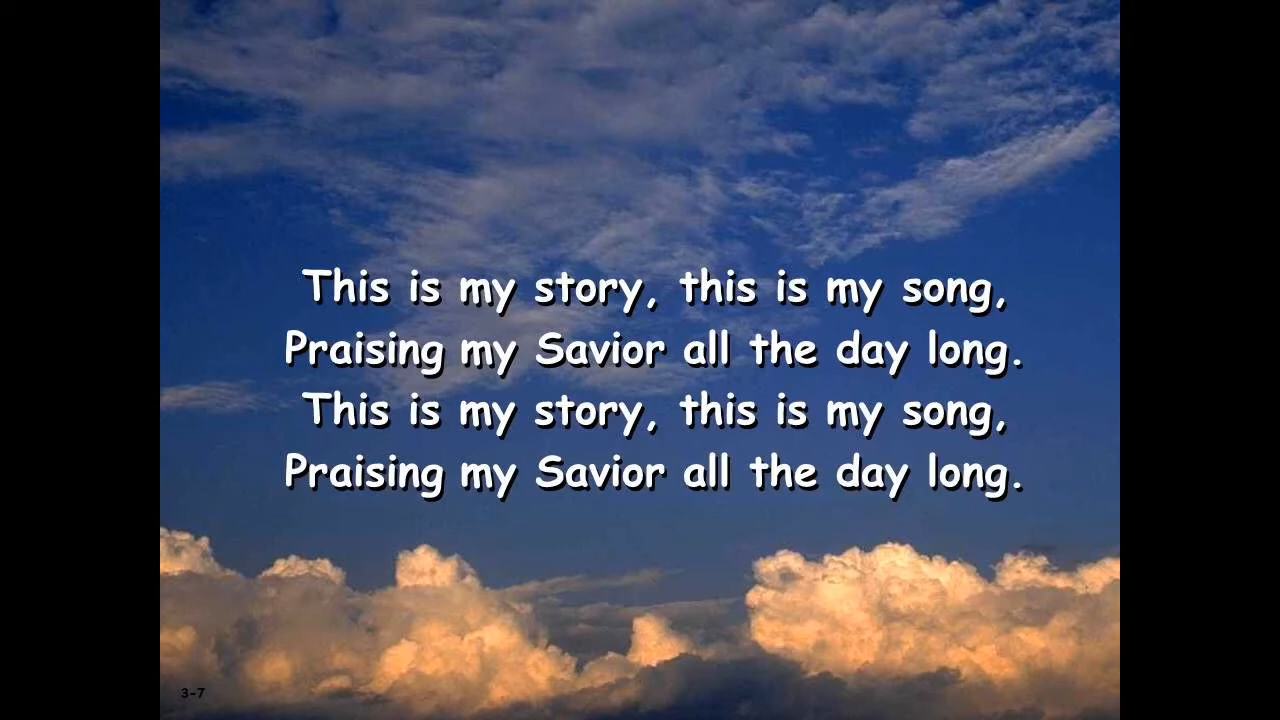 This is my story, this is my song,
Praising my Savior all the day long.
This is my story, this is my song,
Praising my Savior all the day long.
3-7